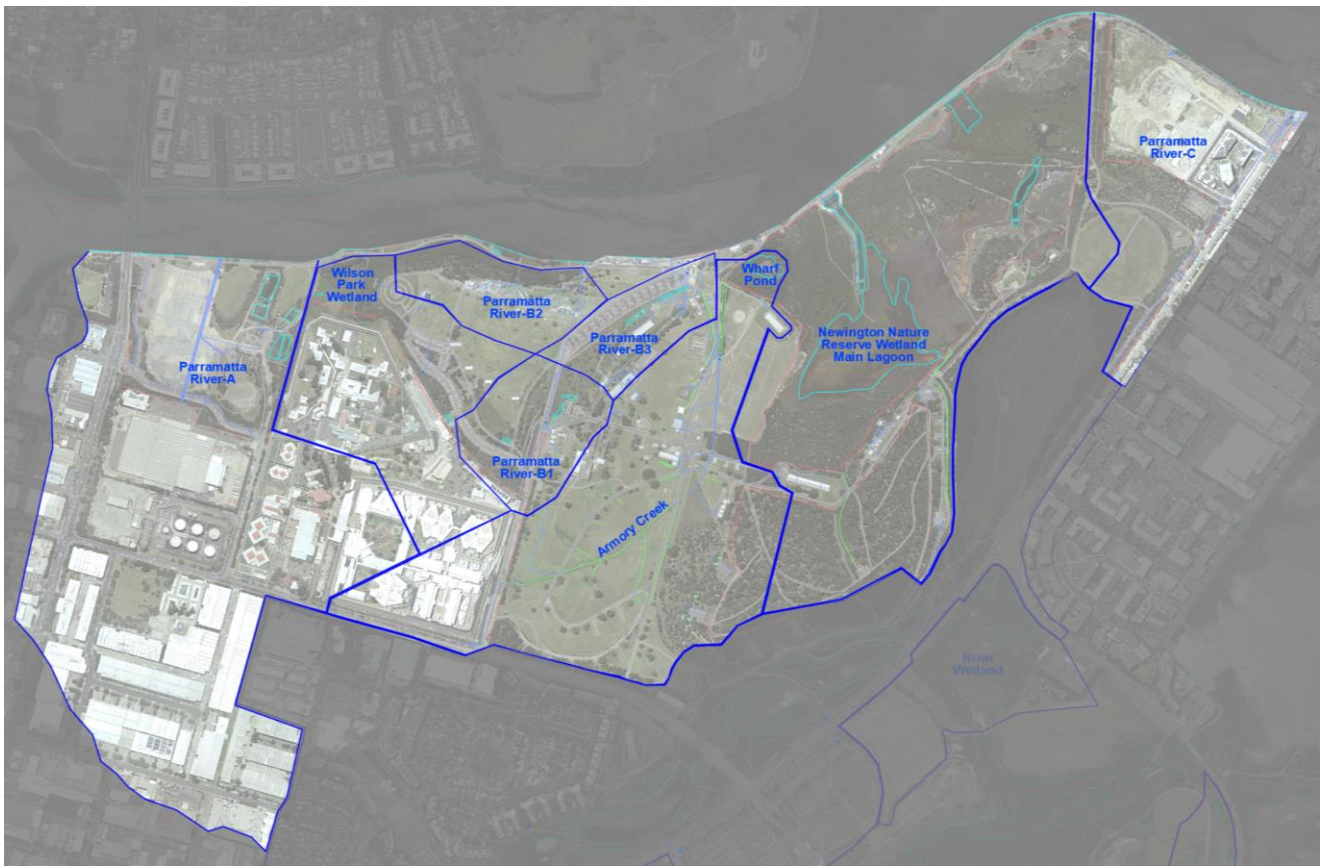 Parramatta
River-C
Wilson
Park
Wetland
Wharf
Pond
Parramatta
River-B2
Parramatta
River-B3
Newington Nature
Reserve Wetland
Main Lagoon
Parramatta
River-A
Parramatta
River-B1
Armory Creek
Nuwi
Wetland